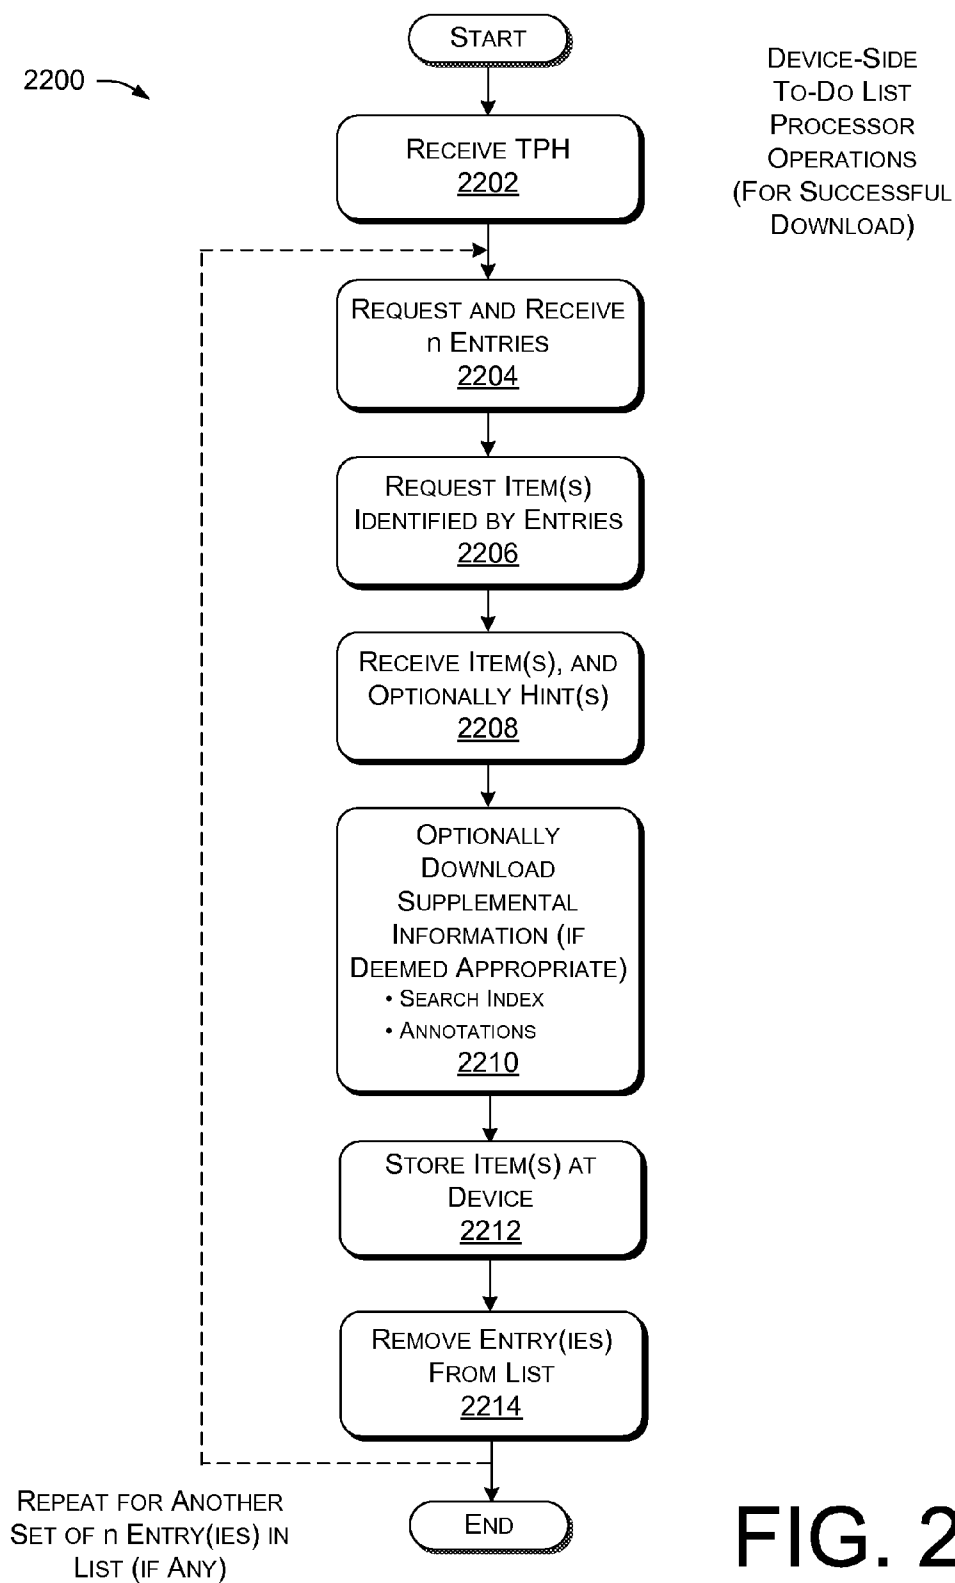 START
2200
DEVICE-SIDE
TO-DO LIST
PROCESSOR
OPERATIONS
(FOR SUCCESSFUL
DOWNLOAD)
RECEIVE TPH
2202
REQUEST AND RECEIVE
n ENTRIES
2204
REQUEST ITEM(S)
IDENTIFIED BY ENTRIES
2206
RECEIVE ITEM(S), AND
OPTIONALLY HINT(S)
2208
OPTIONALLY
DOWNLOAD
SUPPLEMENTAL
INFORMATION (IF
DEEMED APPROPRIATE)
• SEARCH INDEX
• ANNOTATIONS
2210
STORE ITEM(S) AT
DEVICE
2212
REMOVE ENTRY(IES)
FROM LIST
2214
REPEAT FOR ANOTHER
SET OF n ENTRY(IES) IN
LIST (IF ANY)
END
FIG. 2